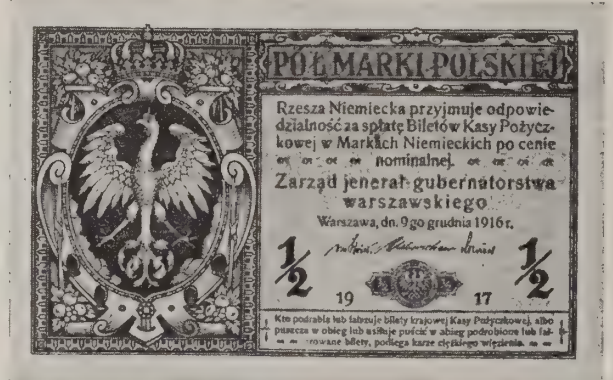 PÓŁ MARKI POLSKIEJ
Rzesza Niemiecka przyjmuje odpowie-
dzialność za spłatę Biletów Kasy Pożycz-
kowej w Markach Niemieckich po cenie
nominalnej.
Zarząd jenerał-gubernatorstwa
warszawskiego
Warszawa, dn. 9go grudnia 1916 r.
1/2 1/2
19 17
Kto podrabia lub fałszuje bilety krajowej Kasy Pożyczkowej, albo
puszcza w obieg lub usiłuje puścić w obieg podrobione lub fał-
szowane bilety, podlega karze ciężkiego więzienia.